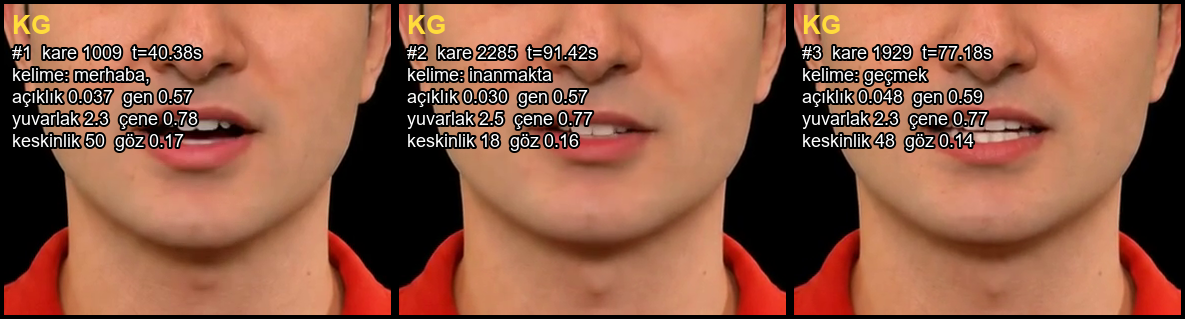 KG
#1 kare 1009 t=40.38s
kelime: merhaba,
açıklık 0.037 gen 0.57
yuvarlak 2.3 çene 0.78
keskinlik 50 göz 0.17
KG
#2 kare 2285 t=91.42s
kelime: inanmakta
açıklık 0.030 gen 0.57
yuvarlak 2.5 çene 0.77
keskinlik 18 göz 0.16
KG
#3 kare 1929 t=77.18s
kelime: geçmek
açıklık 0.048 gen 0.59
yuvarlak 2.3 çene 0.77
keskinlik 48 göz 0.14